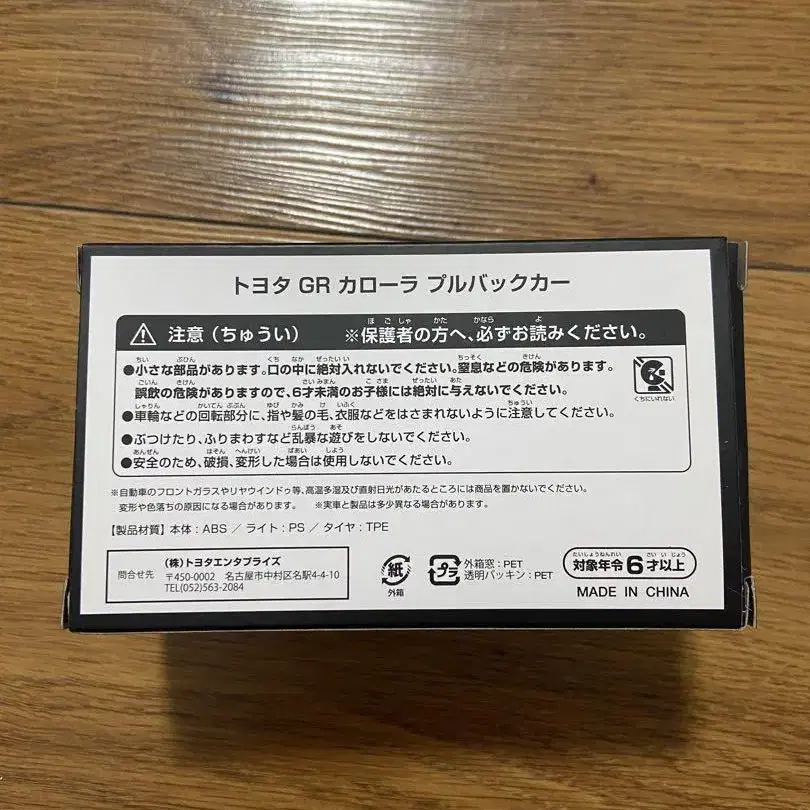 トヨタ GR カローラ プルバックカー
注意（ちゅうい） ※保護者の方へ、必ずお読みください。
●小さな部品があります。口の中に絶対入れないでください。窒息などの危険があります。
誤飲の危険がありますので、6才未満のお子様には絶対に与えないでください。
●車輪などの回転部分に、指や髪の毛、衣服などをはさまれないように注意してください。
●ぶつけたり、ふりまわすなど乱暴な遊びをしないでください。
●安全のため、破損、変形した場合は使用しないでください。
くちにいれない
※自動車のフロントガラスやリヤウインドゥ等、高温多湿及び直射日光があたるところには商品を置かないでください。
変形や色落ちの原因になる場合があります。 ※実車と製品は多少異なる場合があります。
【製品材質】本体：ABS ／ ライト：PS ／ タイヤ：TPE
問合せ先
（株）トヨタエンタプライズ
〒450-0002 名古屋市中村区名駅4-4-10
TEL(052)563-2084
紙
外箱
プラ
外箱窓：PET
透明パッキン：PET
対象年令6才以上
MADE IN CHINA